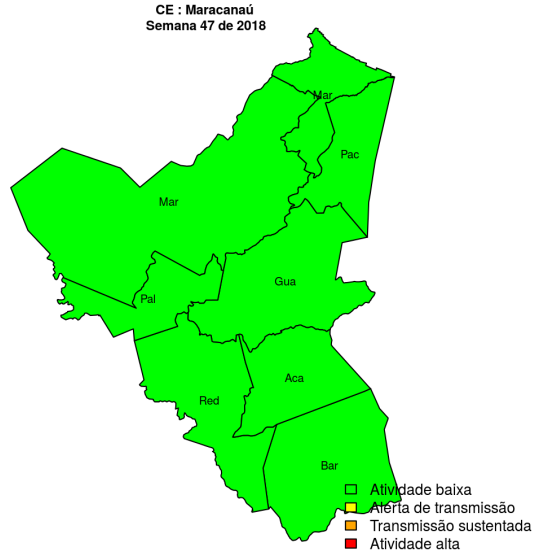 CE : Maracanaú
Semana 47 de 2018
Mar
Pac
Mar
Gua
Pal
Aca
Red
Bar
Atividade baixa
Alerta de transmissão
Transmissão sustentada
Atividade alta